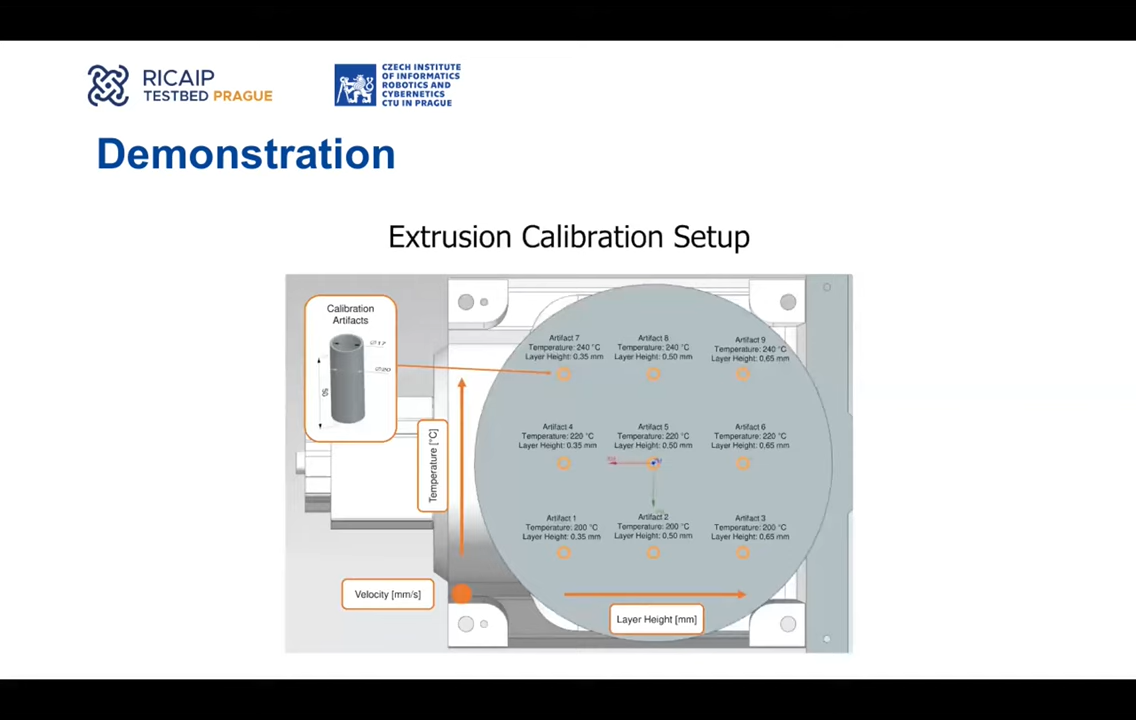 RICAIP
TESTBED PRAGUE
CZECH INSTITUTE
OF INFORMATICS
ROBOTICS AND
CYBERNETICS
CTU IN PRAGUE
Demonstration
Extrusion Calibration Setup
Calibration
Artifacts
∅17
∅20
50
Artifact 7
Temperature: 240 °C
Layer Height: 0.35 mm
Artifact 8
Temperature: 240 °C
Layer Height: 0.50 mm
Artifact 9
Temperature: 240 °C
Layer Height: 0.65 mm
Temperature [°C]
Artifact 4
Temperature: 220 °C
Layer Height: 0.35 mm
Artifact 5
Temperature: 220 °C
Layer Height: 0.50 mm
Artifact 6
Temperature: 220 °C
Layer Height: 0.65 mm
Artifact 1
Temperature: 200 °C
Layer Height: 0.35 mm
Artifact 2
Temperature: 200 °C
Layer Height: 0.50 mm
Artifact 3
Temperature: 200 °C
Layer Height: 0.65 mm
Velocity [mm/s]
Layer Height [mm]